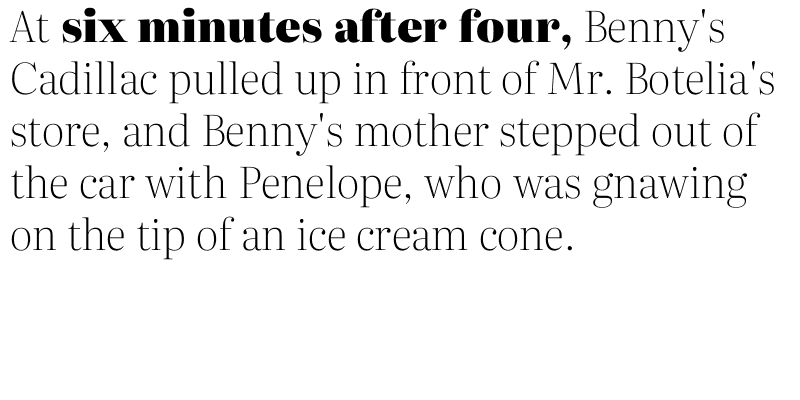 At six minutes after four, Benny's
Cadillac pulled up in front of Mr. Botelia's
store, and Benny's mother stepped out of
the car with Penelope, who was gnawing
on the tip of an ice cream cone.